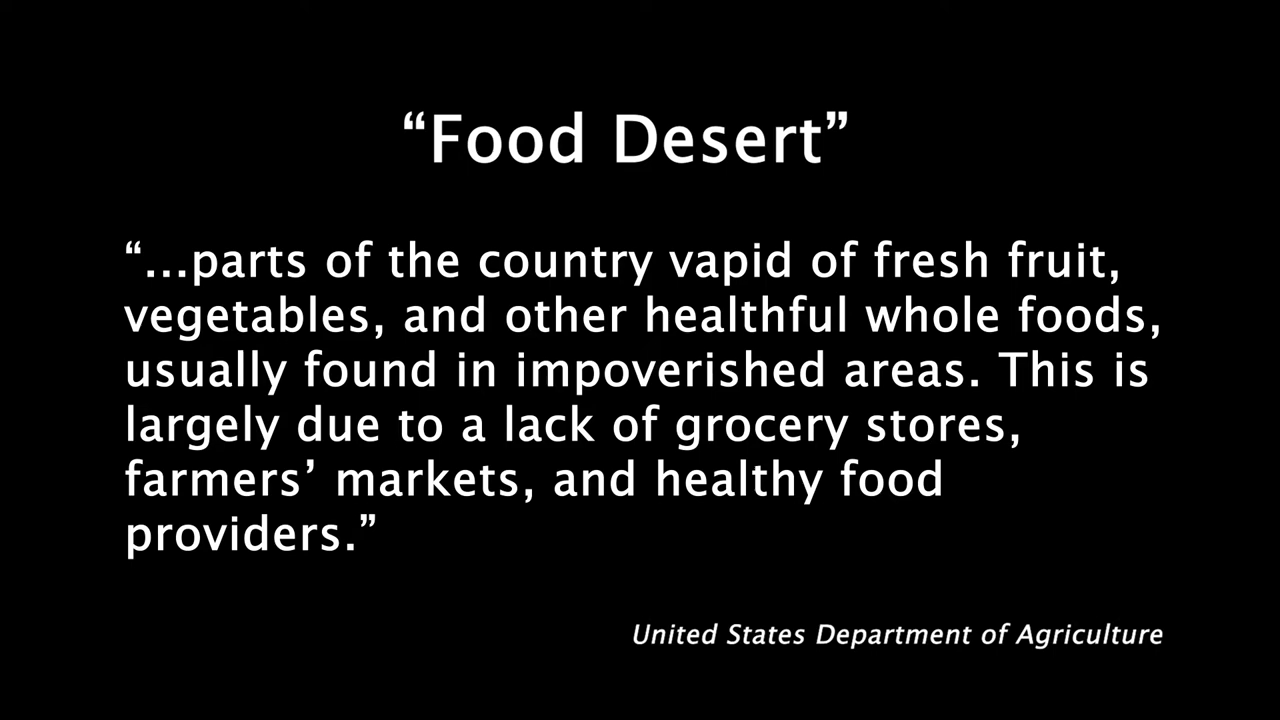 “Food Desert”
“...parts of the country vapid of fresh fruit,
vegetables, and other healthful whole foods,
usually found in impoverished areas. This is
largely due to a lack of grocery stores,
farmers’ markets, and healthy food
providers.”
United States Department of Agriculture